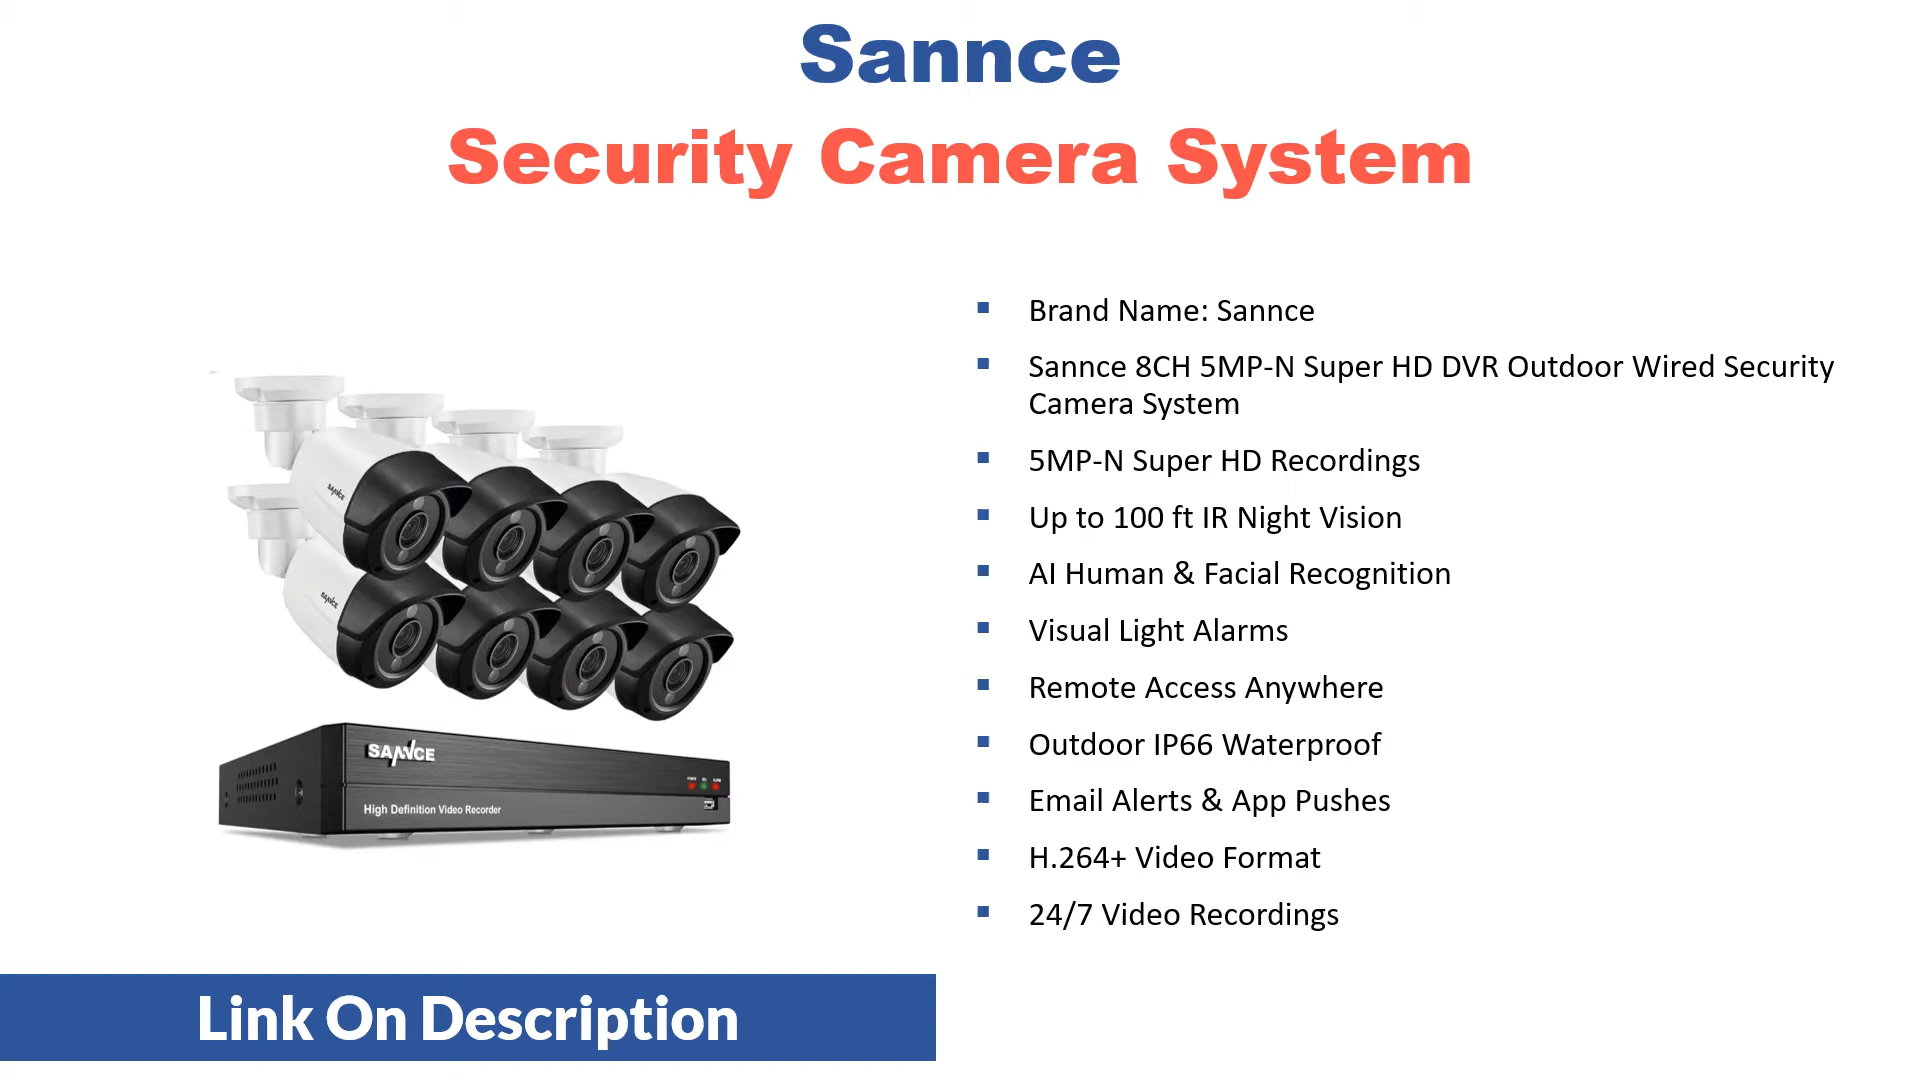 Sannce
Security Camera System
Brand Name: Sannce
Sannce 8CH 5MP-N Super HD DVR Outdoor Wired Security
Camera System
5MP-N Super HD Recordings
Up to 100 ft IR Night Vision
AI Human & Facial Recognition
Visual Light Alarms
Remote Access Anywhere
Outdoor IP66 Waterproof
Email Alerts & App Pushes
H.264+ Video Format
24/7 Video Recordings
SANNCE
SANNCE
SANNCE
High Definition Video Recorder
Link On Description